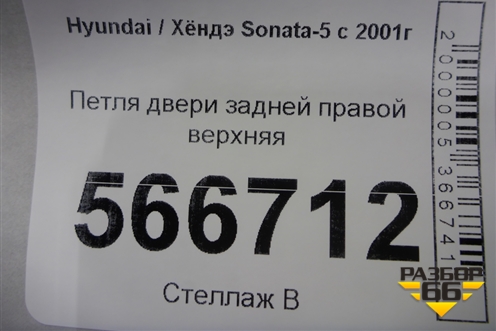 Hyundai / Хёндэ Sonata-5 с 2001г
Петля двери задней правой
верхняя
566712
Стеллаж В
2000005366741
РАЗБОР
66